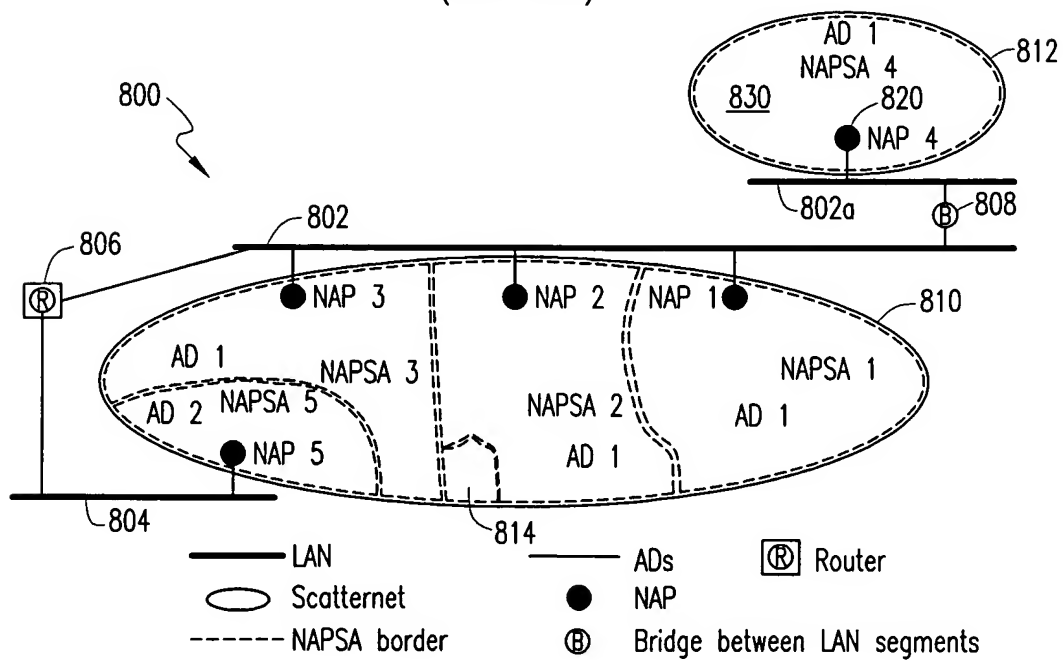 AD 1
NAPSA 4
812
800
830
820
NAP 4
802a
808
802
806
R
B
NAP 3
NAP 2
NAP 1
810
AD 1
NAPSA 3
NAPSA 1
AD 2
NAPSA 5
NAPSA 2
AD 1
AD 1
NAP 5
804
814
LAN
ADs
R Router
Scatternet
NAP
NAPSA border
B Bridge between LAN segments